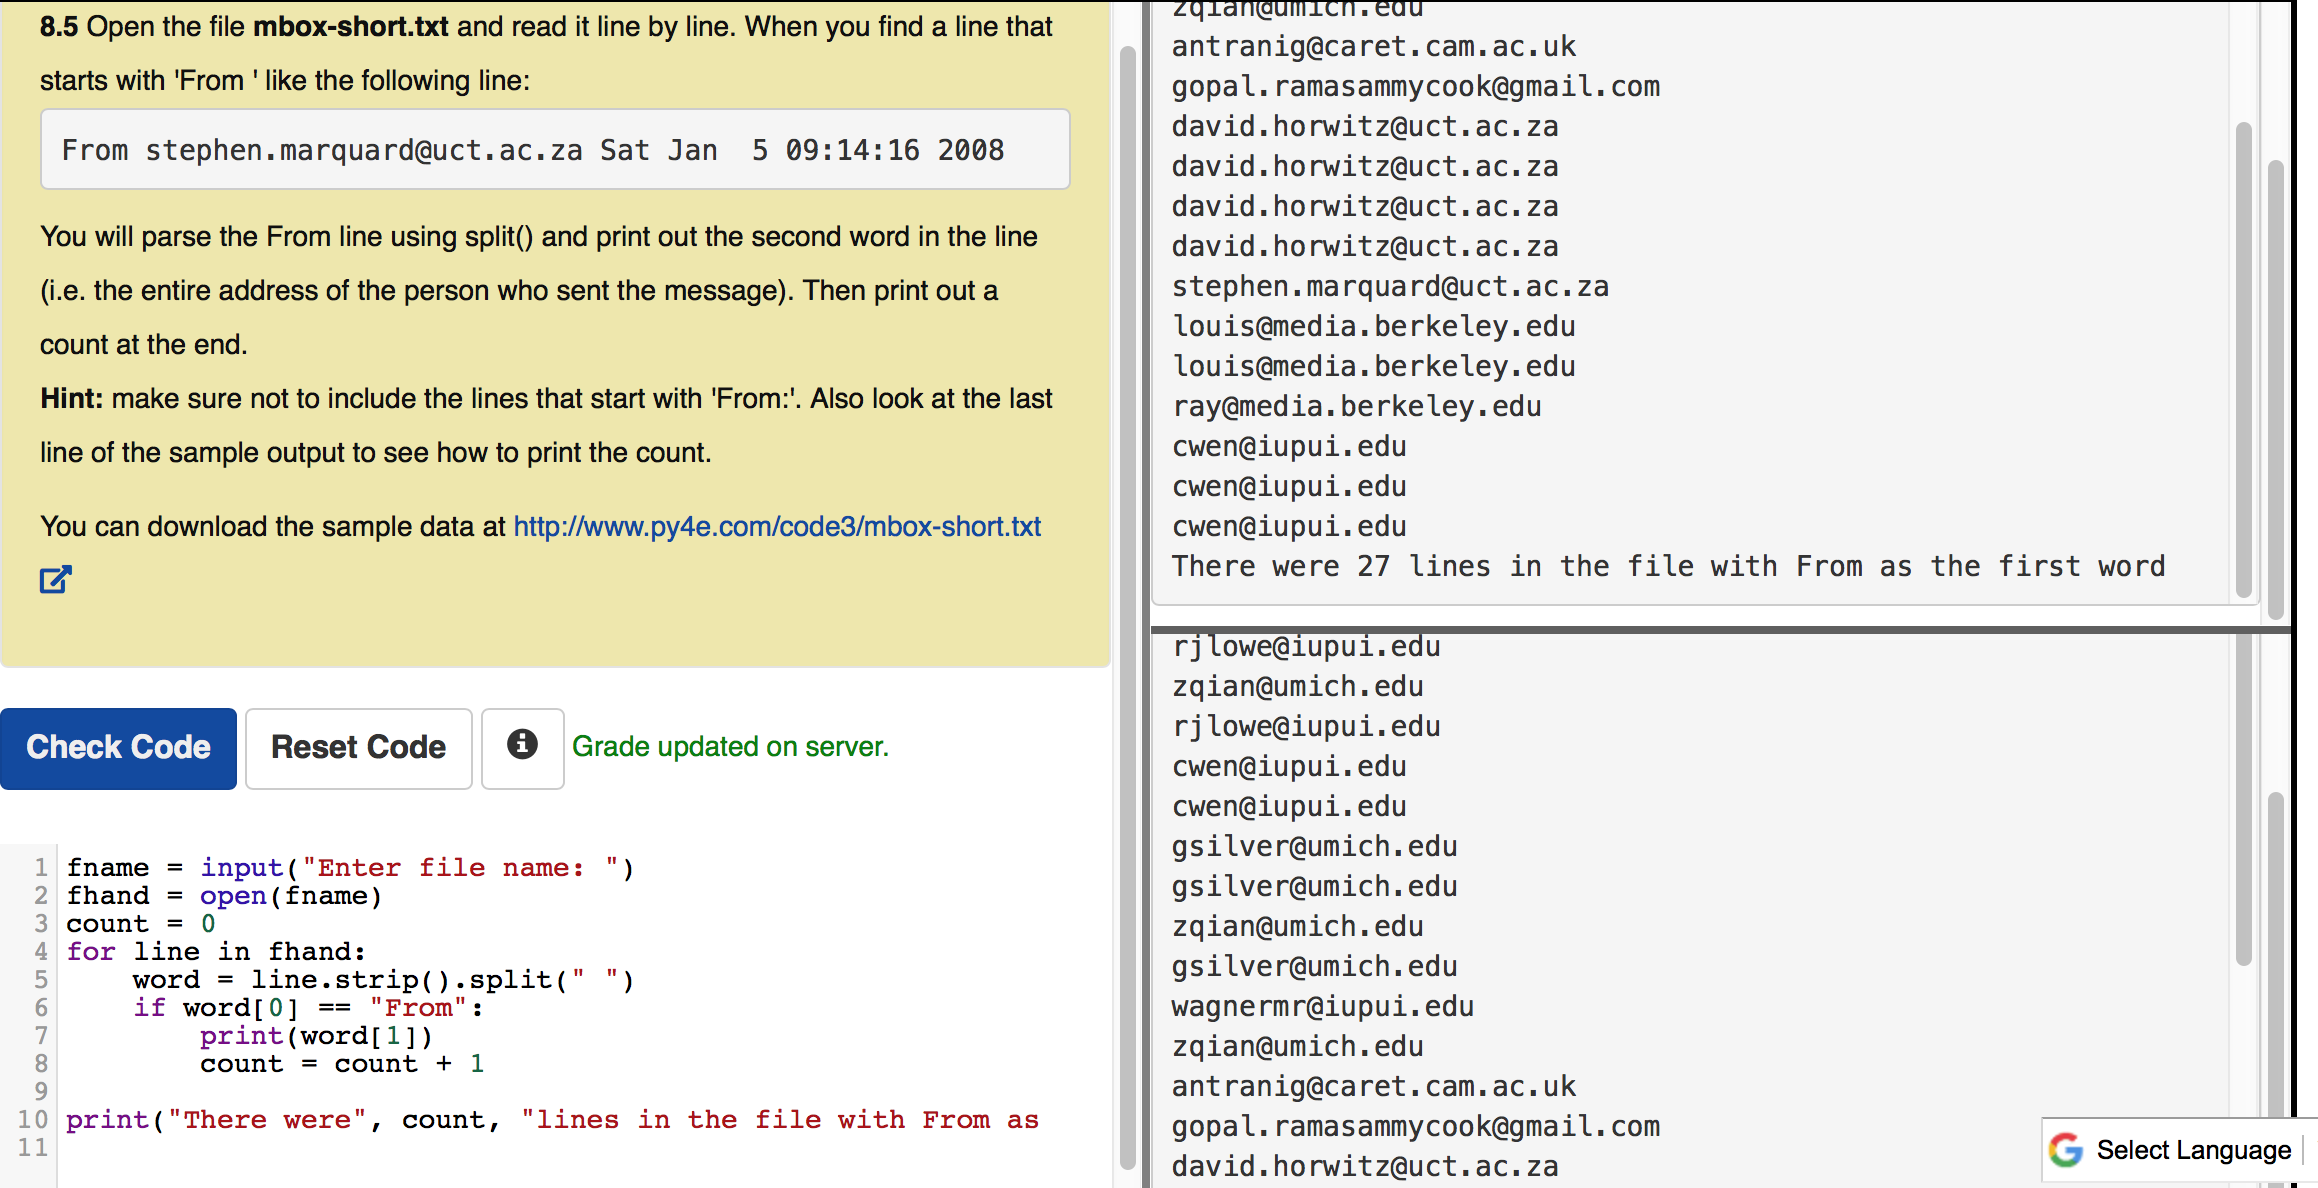 8.5 Open the file mbox-short.txt and read it line by line. When you find a line that
starts with 'From ' like the following line:
From stephen.marquard@uct.ac.za Sat Jan  5 09:14:16 2008
You will parse the From line using split() and print out the second word in the line
(i.e. the entire address of the person who sent the message). Then print out a
count at the end.
Hint: make sure not to include the lines that start with 'From:'. Also look at the last
line of the sample output to see how to print the count.
You can download the sample data at http://www.py4e.com/code3/mbox-short.txt
Check Code
Reset Code
Grade updated on server.
1 fname = input("Enter file name: ")
2 fhand = open(fname)
3 count = 0
4 for line in fhand:
5     word = line.strip().split(" ")
6     if word[0] == "From":
7         print(word[1])
8         count = count + 1
9
10 print("There were", count, "lines in the file with From as
11
zqian@umich.edu
antranig@caret.cam.ac.uk
gopal.ramasammycook@gmail.com
david.horwitz@uct.ac.za
david.horwitz@uct.ac.za
david.horwitz@uct.ac.za
david.horwitz@uct.ac.za
stephen.marquard@uct.ac.za
louis@media.berkeley.edu
louis@media.berkeley.edu
ray@media.berkeley.edu
cwen@iupui.edu
cwen@iupui.edu
cwen@iupui.edu
There were 27 lines in the file with From as the first word
rjlowe@iupui.edu
zqian@umich.edu
rjlowe@iupui.edu
cwen@iupui.edu
cwen@iupui.edu
gsilver@umich.edu
gsilver@umich.edu
zqian@umich.edu
gsilver@umich.edu
wagnermr@iupui.edu
zqian@umich.edu
antranig@caret.cam.ac.uk
gopal.ramasammycook@gmail.com
david.horwitz@uct.ac.za
Select Language